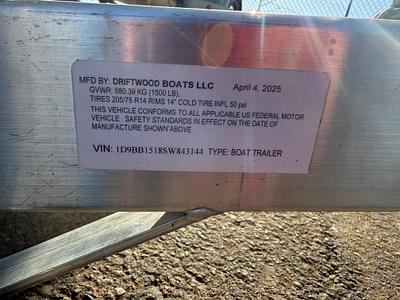 MFD BY: DRIFTWOOD BOATS LLC April 4, 2025
GVWR: 680.39 KG (1500 LB),
TIRES 205/75 R14 RIMS 14" COLD TIRE INFL 50 psi
THIS VEHICLE CONFORMS TO ALL APPLICABLE US FEDERAL MOTOR
VEHICLE SAFETY STANDARDS IN EFFECT ON THE DATE OF
MANUFACTURE SHOWN ABOVE.
VIN: 1D9BB1518SW843144 TYPE: BOAT TRAILER